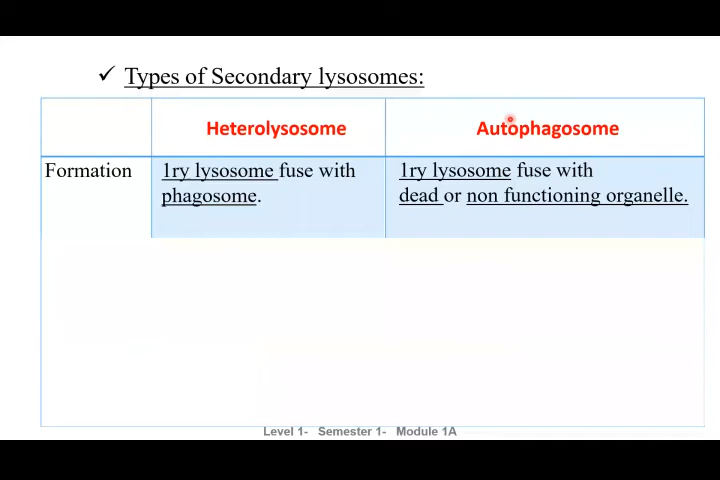 ✓ Types of Secondary lysosomes:
Heterolysosome
Autophagosome
Formation
1ry lysosome fuse with
phagosome.
1ry lysosome fuse with
dead or non functioning organelle.
Level 1- Semester 1- Module 1A